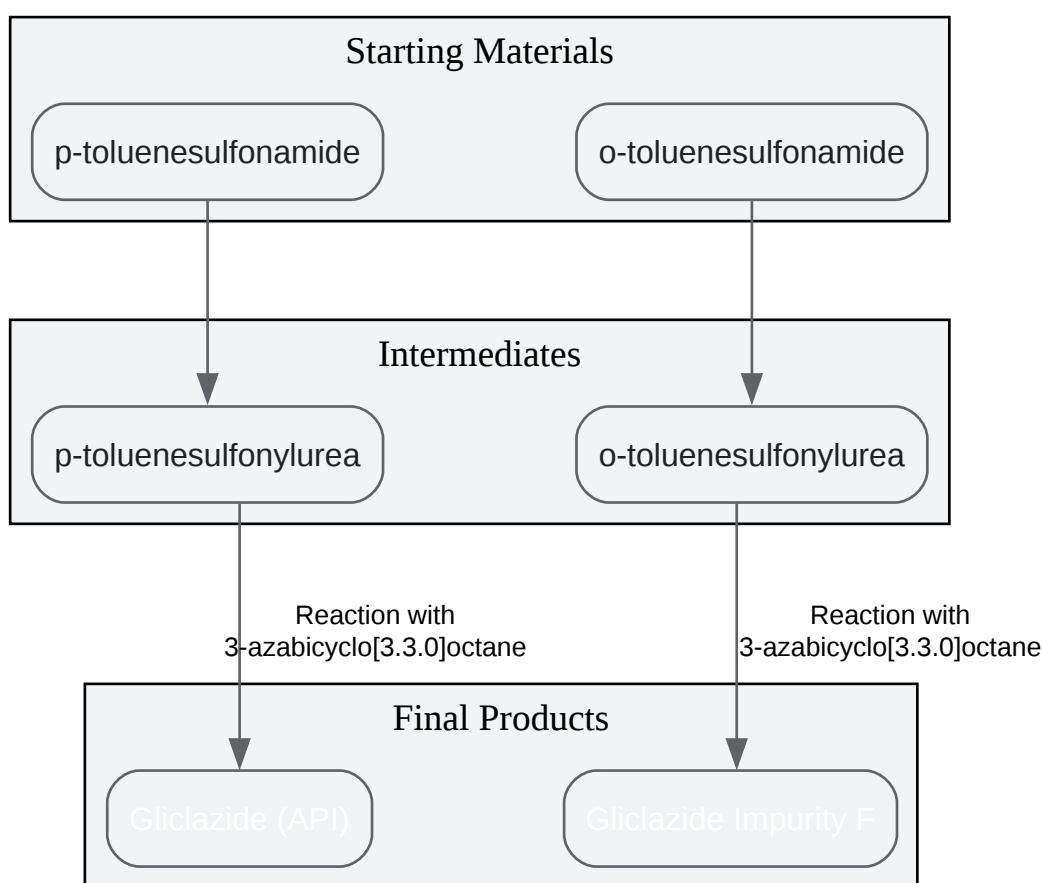 Starting Materials
p-toluenesulfonamide
o-toluenesulfonamide
Intermediates
p-toluenesulfonylurea
o-toluenesulfonylurea
Reaction with
3-azabicyclo[3.3.0]octane
Reaction with
3-azabicyclo[3.3.0]octane
Final Products
Gliclazide (API)
Gliclazide Impurity F